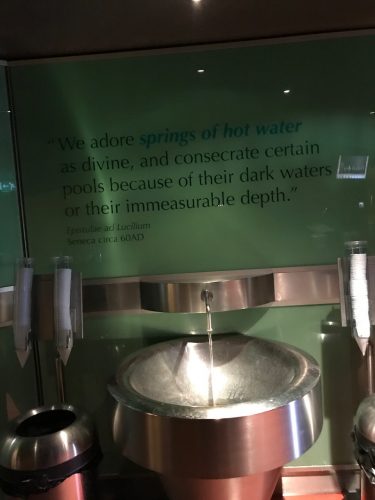 “We adore springs of hot water
as divine, and consecrate certain
pools because of their dark waters
or their immeasurable depth.”
Epistulae ad Lucilium
Seneca circa 60AD